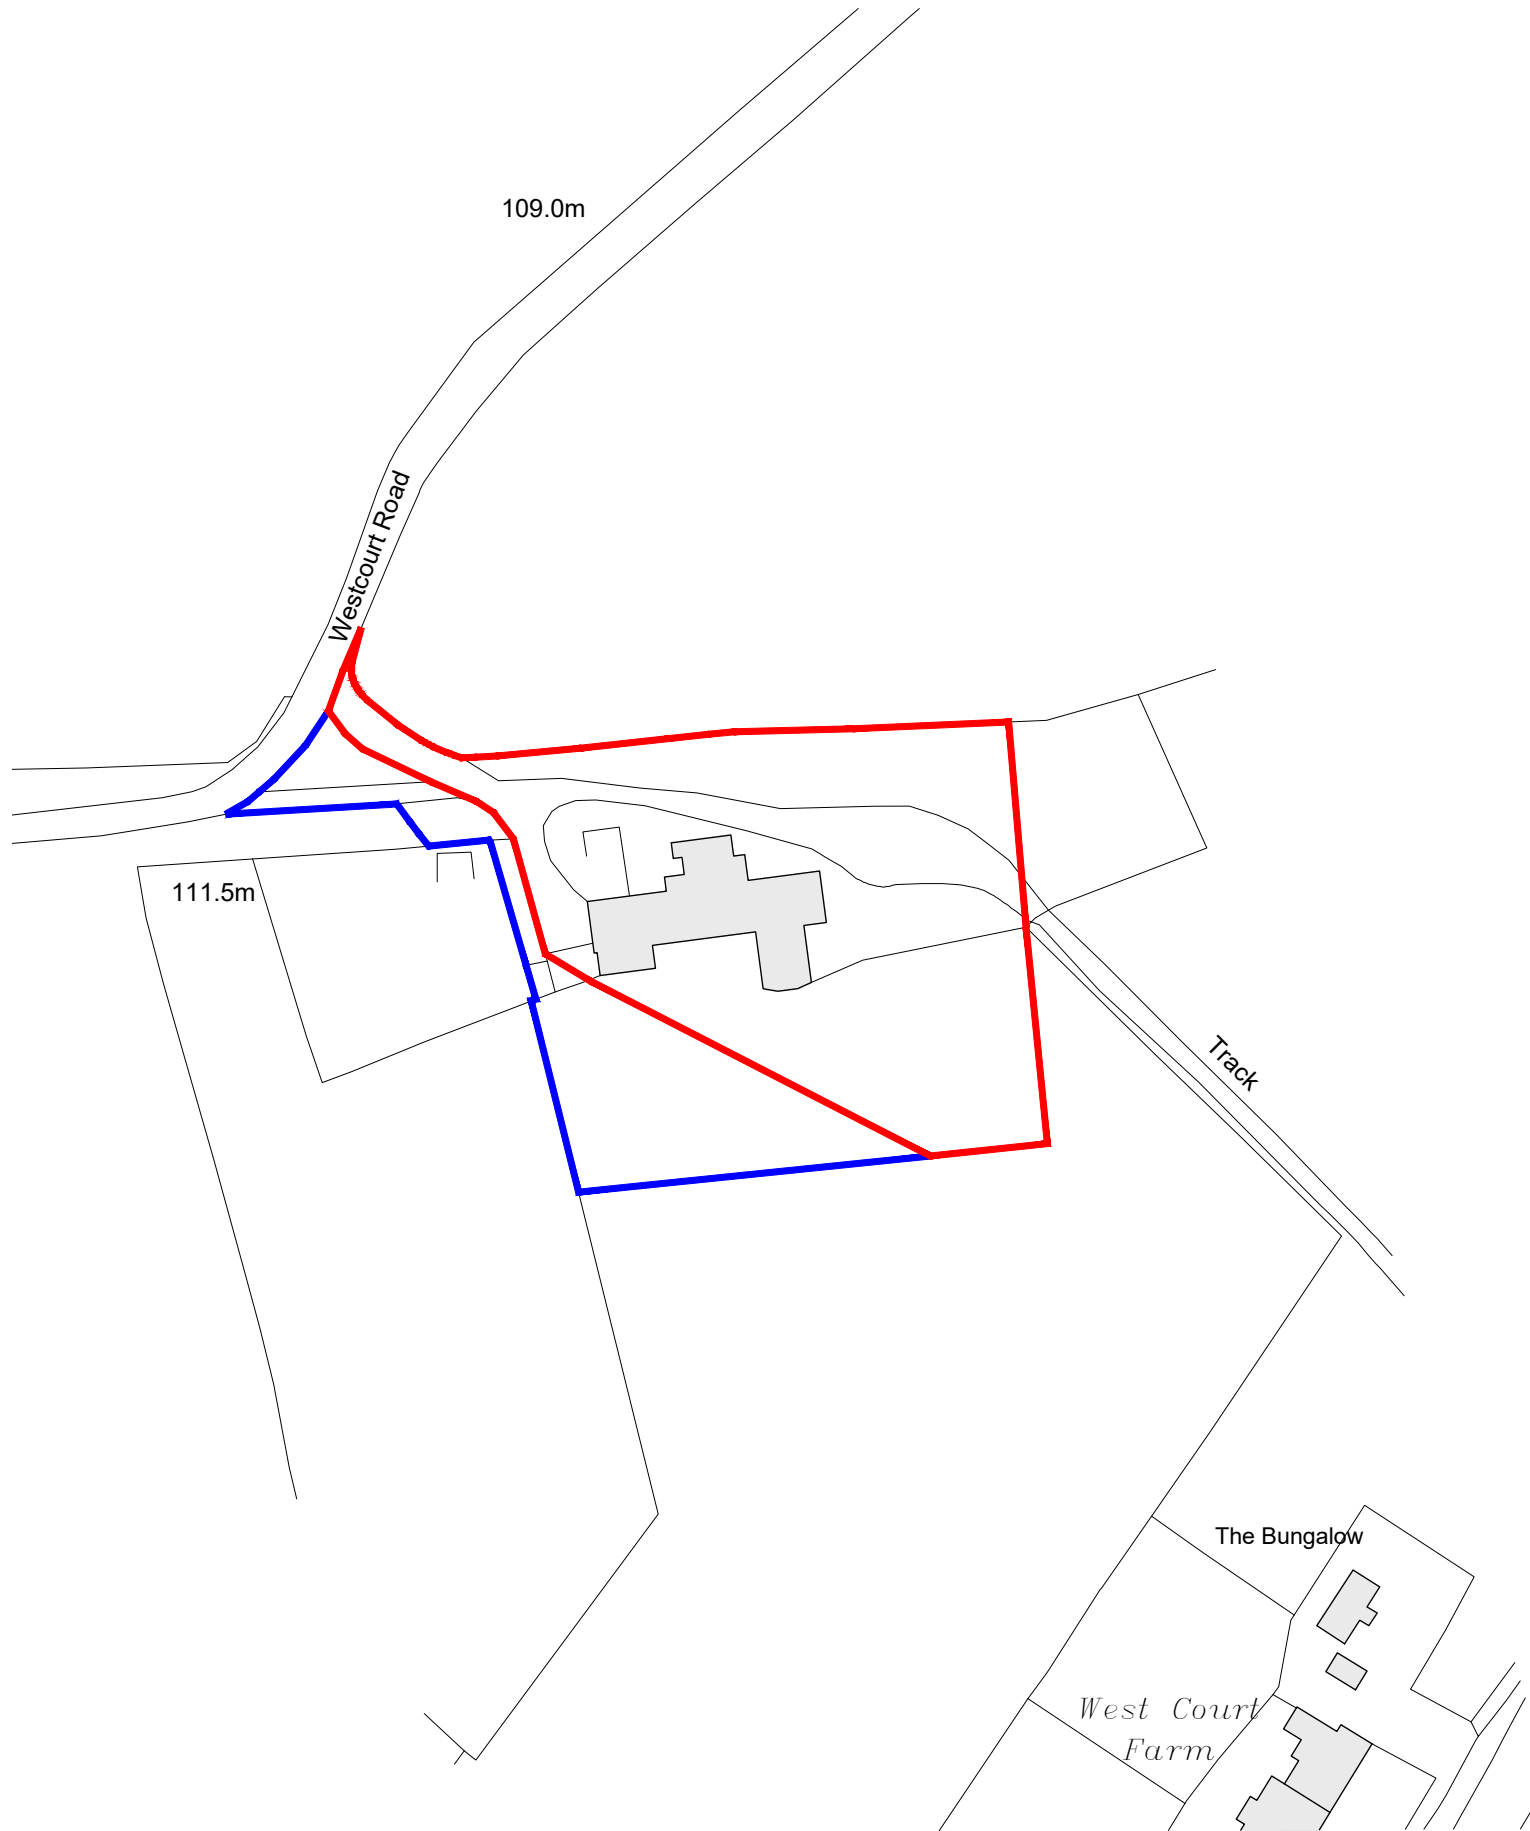 109.0m
Westcourt Road
111.5m
Track
The Bungalow
West Court
Farm